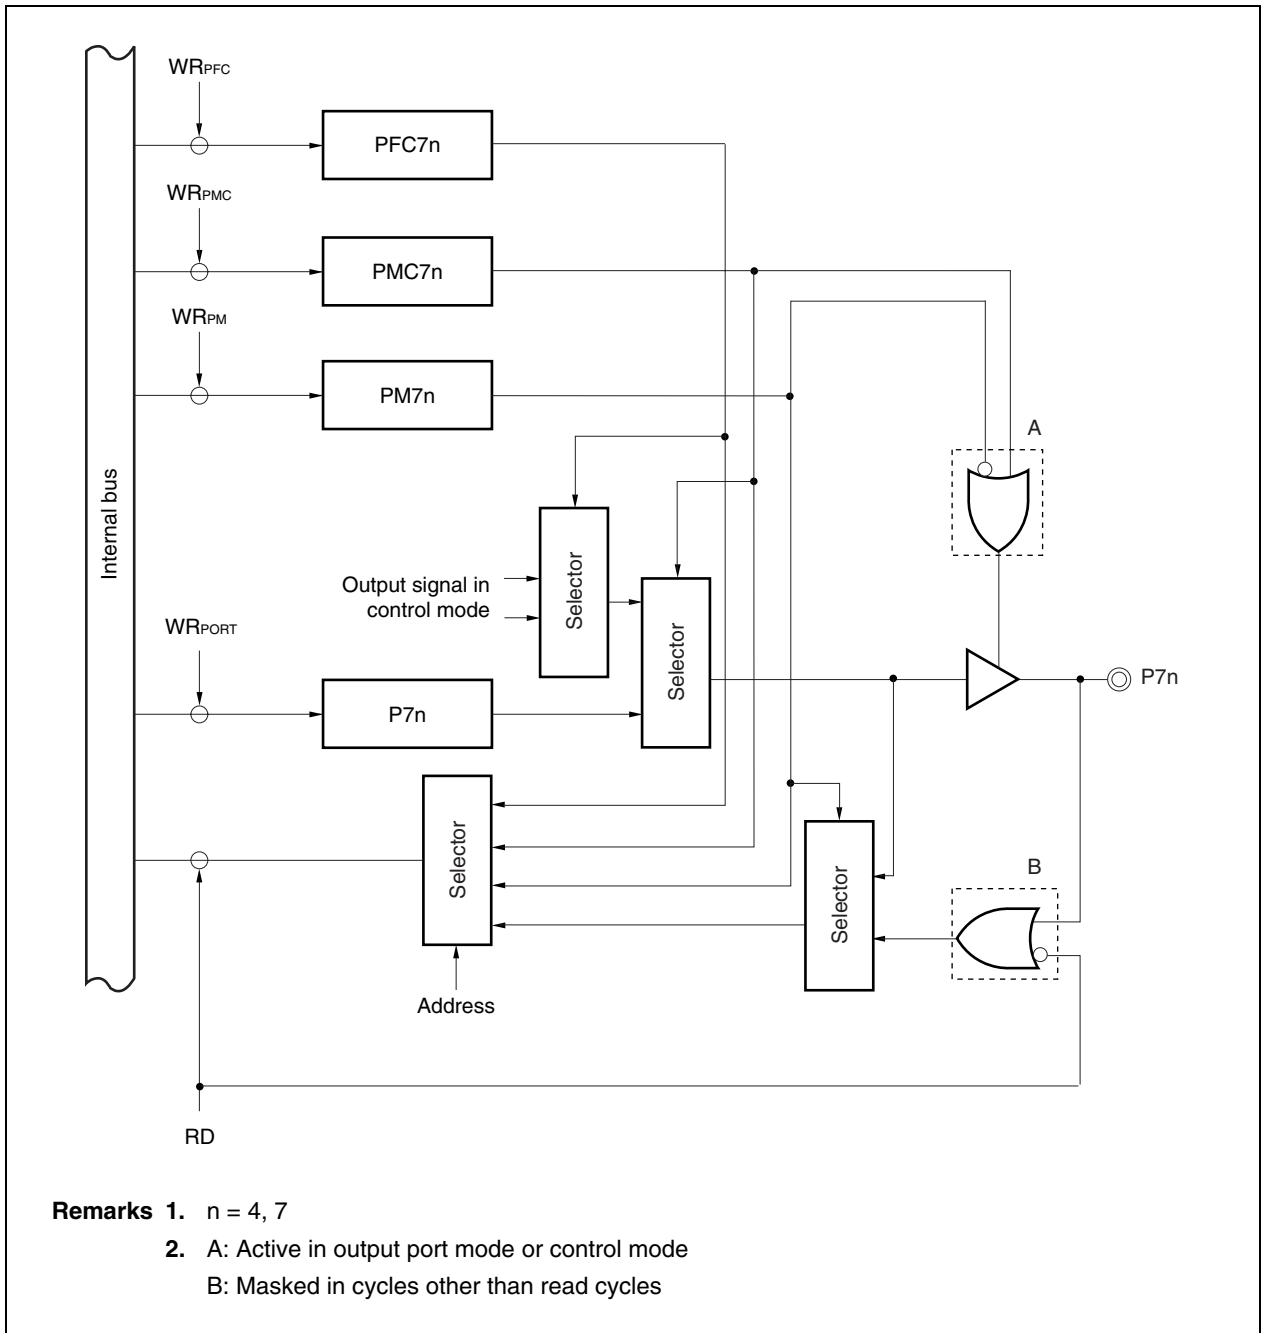 WRPFC
PFC7n
WRPMC
PMC7n
WRPM
PM7n
A
Internal bus
Output signal in
control mode
Selector
Selector
WRPORT
P7n
P7n
Selector
Selector
B
Address
RD
Remarks 1. n = 4, 7
2. A: Active in output port mode or control mode
B: Masked in cycles other than read cycles